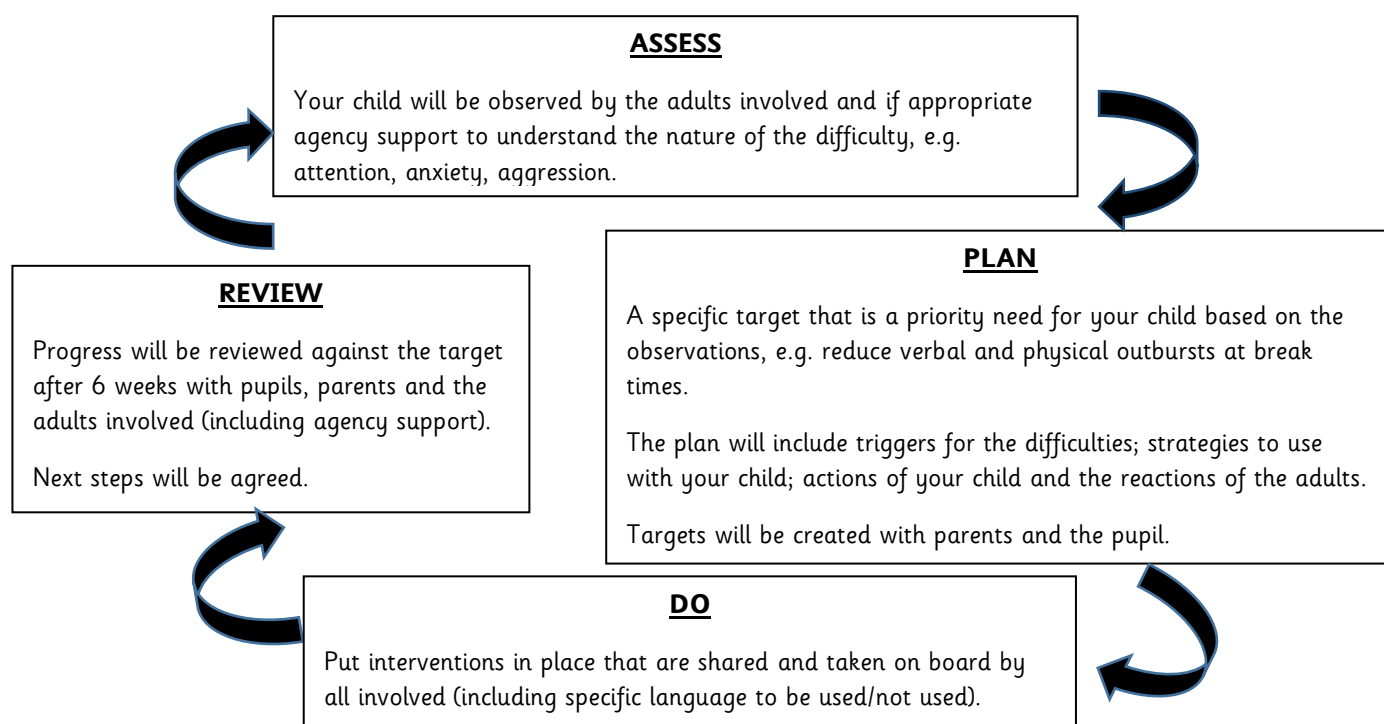 ASSESS
Your child will be observed by the adults involved and if appropriate
agency support to understand the nature of the difficulty, e.g.
attention, anxiety, aggression.
PLAN
A specific target that is a priority need for your child based on the
observations, e.g. reduce verbal and physical outbursts at break
times.
The plan will include triggers for the difficulties; strategies to use
with your child; actions of your child and the reactions of the adults.
Targets will be created with parents and the pupil.
DO
Put interventions in place that are shared and taken on board by
all involved (including specific language to be used/not used).
REVIEW
Progress will be reviewed against the target
after 6 weeks with pupils, parents and the
adults involved (including agency support).
Next steps will be agreed.